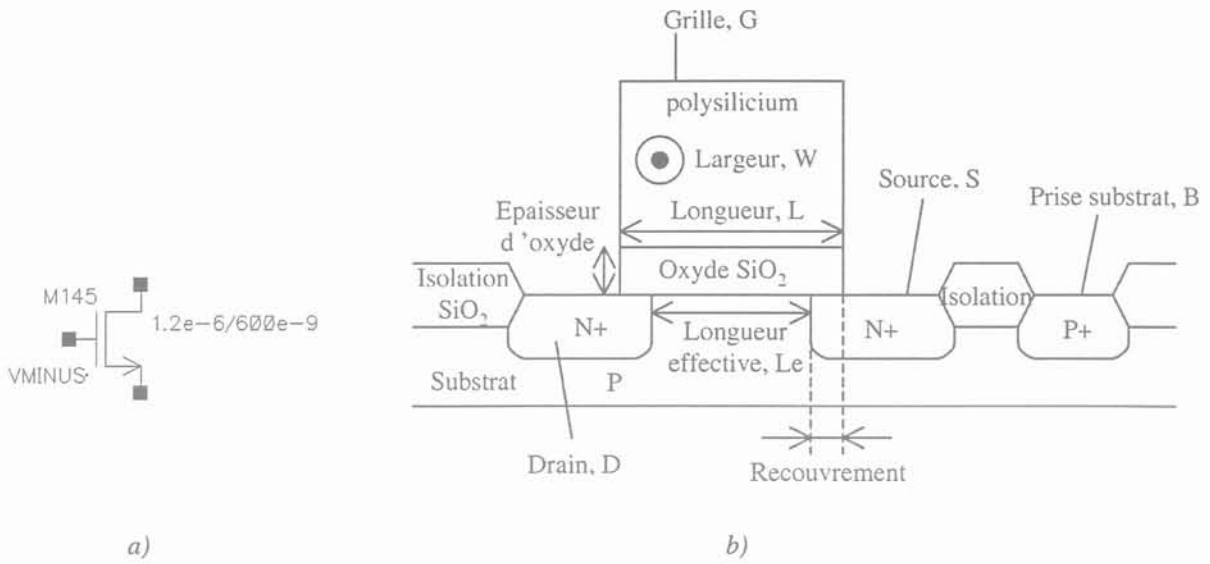 Grille, G
polysilicium
Largeur, W
Source, S
Prise substrat, B
Epaisseur
d 'oxyde
Longueur, L
Isolation
SiO2
Oxyde SiO2
Isolation
M145
1.2e-6/600e-9
VMINUS
N+
Longueur
effective, Le
N+
P+
Substrat
P
Drain, D
Recouvrement
a)
b)